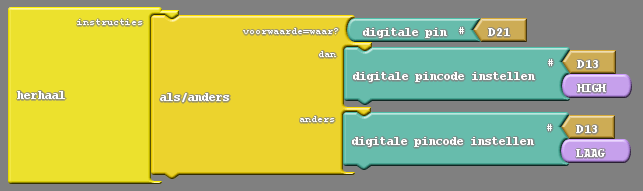 instructies
voorwaarde=waar?
digitale pin # D21
dan
# D13
digitale pincode instellen
HIGH
herhaal
als/anders
anders
# D13
digitale pincode instellen
LAAG